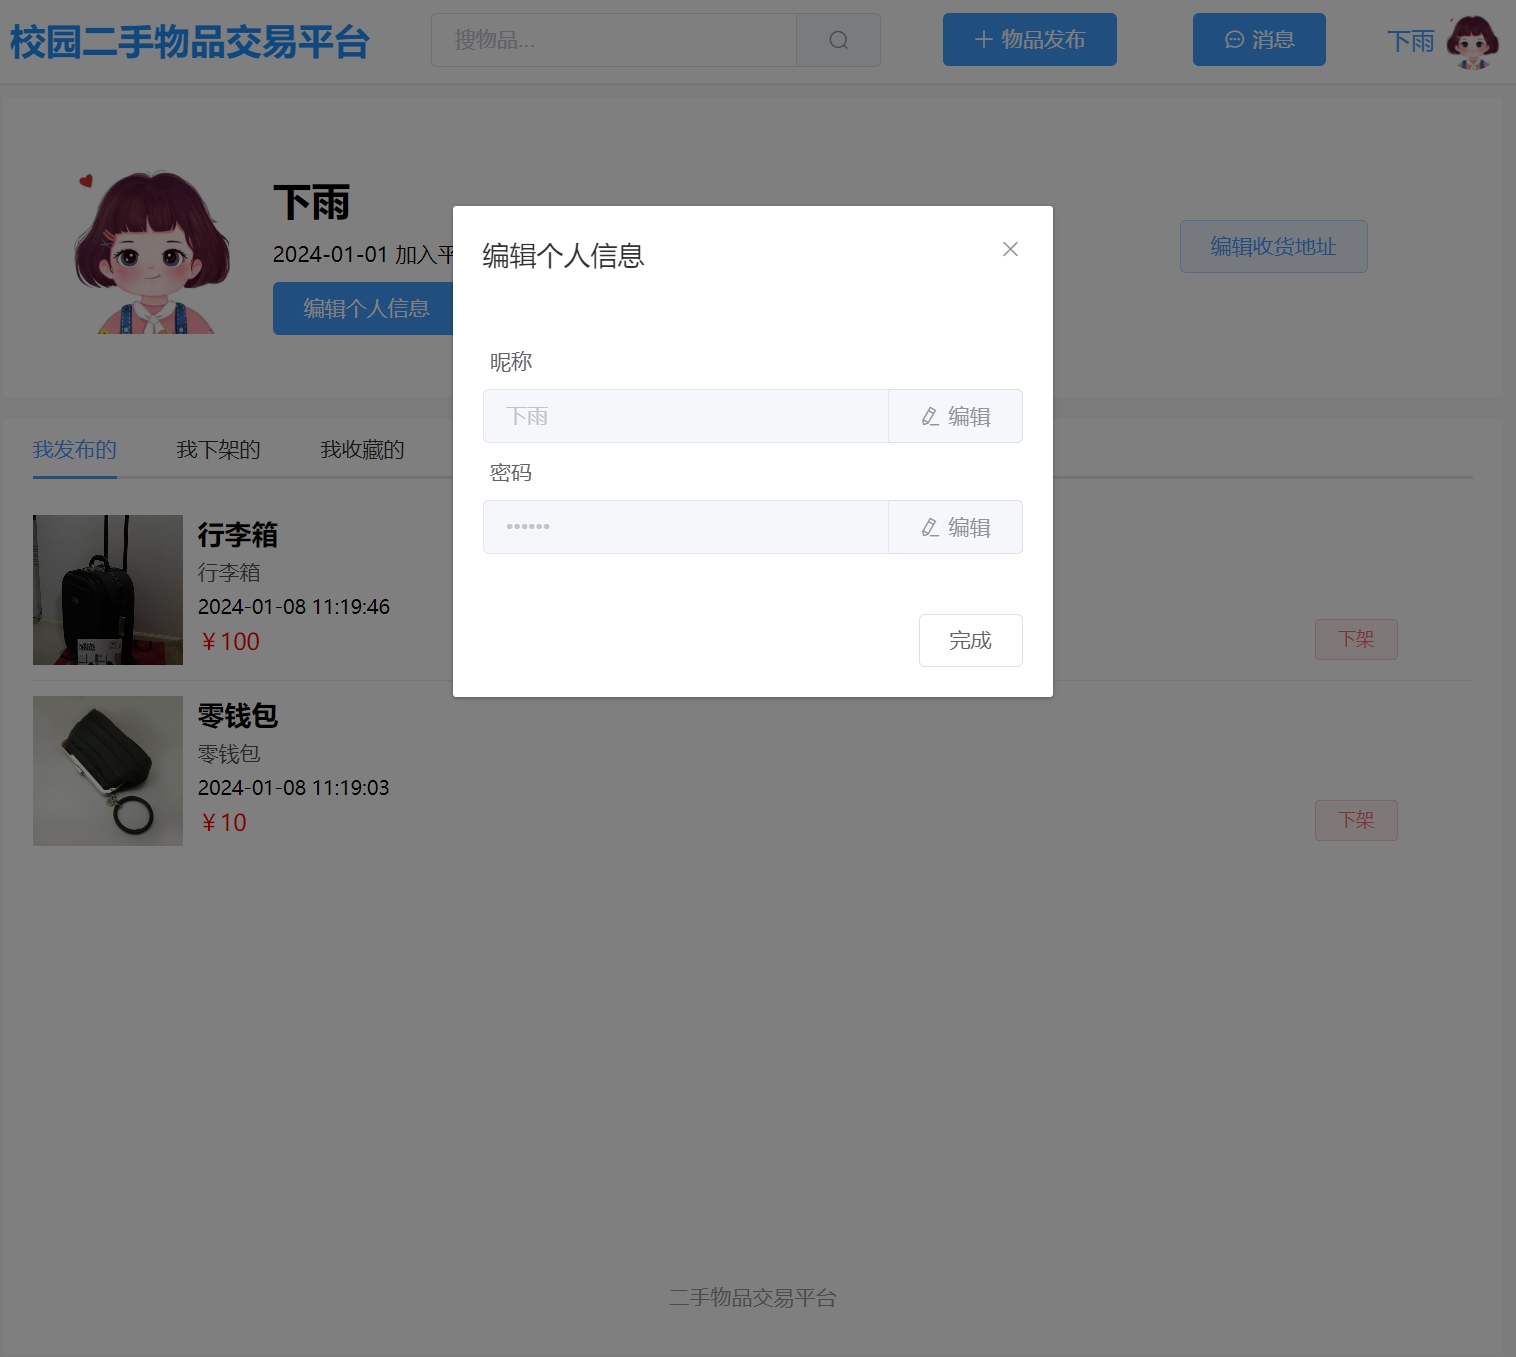 校园二手物品交易平台
搜物品...
物品发布
消息
下雨
下雨
2024-01-01 加入平
编辑个人信息
编辑收货地址
编辑个人信息
昵称
下雨
编辑
密码
••••••
编辑
完成
我发布的
我下架的
我收藏的
行李箱
行李箱
2024-01-08 11:19:46
￥100
下架
零钱包
零钱包
2024-01-08 11:19:03
￥10
下架
二手物品交易平台